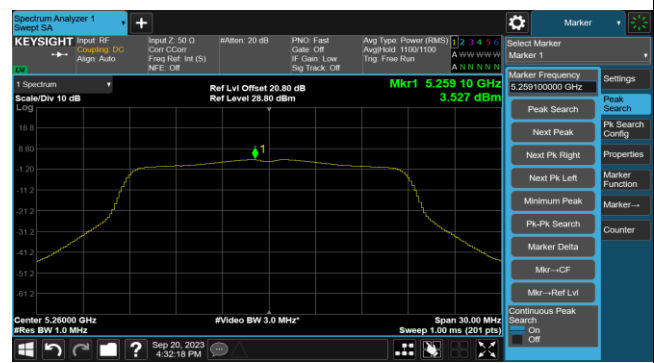 Spectrum Analyzer 1
Swept SA
Marker
KEYSIGHT
Input: RF
Coupling: DC
Align: Auto
Input Z: 50 Ω
Corr CCorr
Freq Ref: Int (S)
NFE: Off
#Atten: 20 dB
PNO: Fast
Gate: Off
IF Gain: Low
Sig Track: Off
Avg Type: Power (RMS)
Avg|Hold: 1100/1100
Trig: Free Run
1 2 3 4 5 6
A W W W W W
A N N N N N
Select Marker
Marker 1
1 Spectrum
Scale/Div 10 dB
Log
Ref Lvl Offset 20.80 dB
Ref Level 28.80 dBm
Mkr1 5.259 10 GHz
3.527 dBm
18.8
8.80
-1.20
-11.2
-21.2
-31.2
-41.2
-51.2
-61.2
1
Center 5.26000 GHz
#Res BW 1.0 MHz
#Video BW 3.0 MHz*
Span 30.00 MHz
Sweep 1.00 ms (201 pts)
Marker Frequency
5.259100000 GHz
Peak Search
Next Peak
Next Pk Right
Next Pk Left
Minimum Peak
Pk-Pk Search
Marker Delta
Mkr→CF
Mkr→Ref Lvl
Continuous Peak
Search
On
Off
Settings
Peak
Search
Pk Search
Config
Properties
Marker
Function
Marker→
Counter
Sep 20, 2023
4:32:18 PM